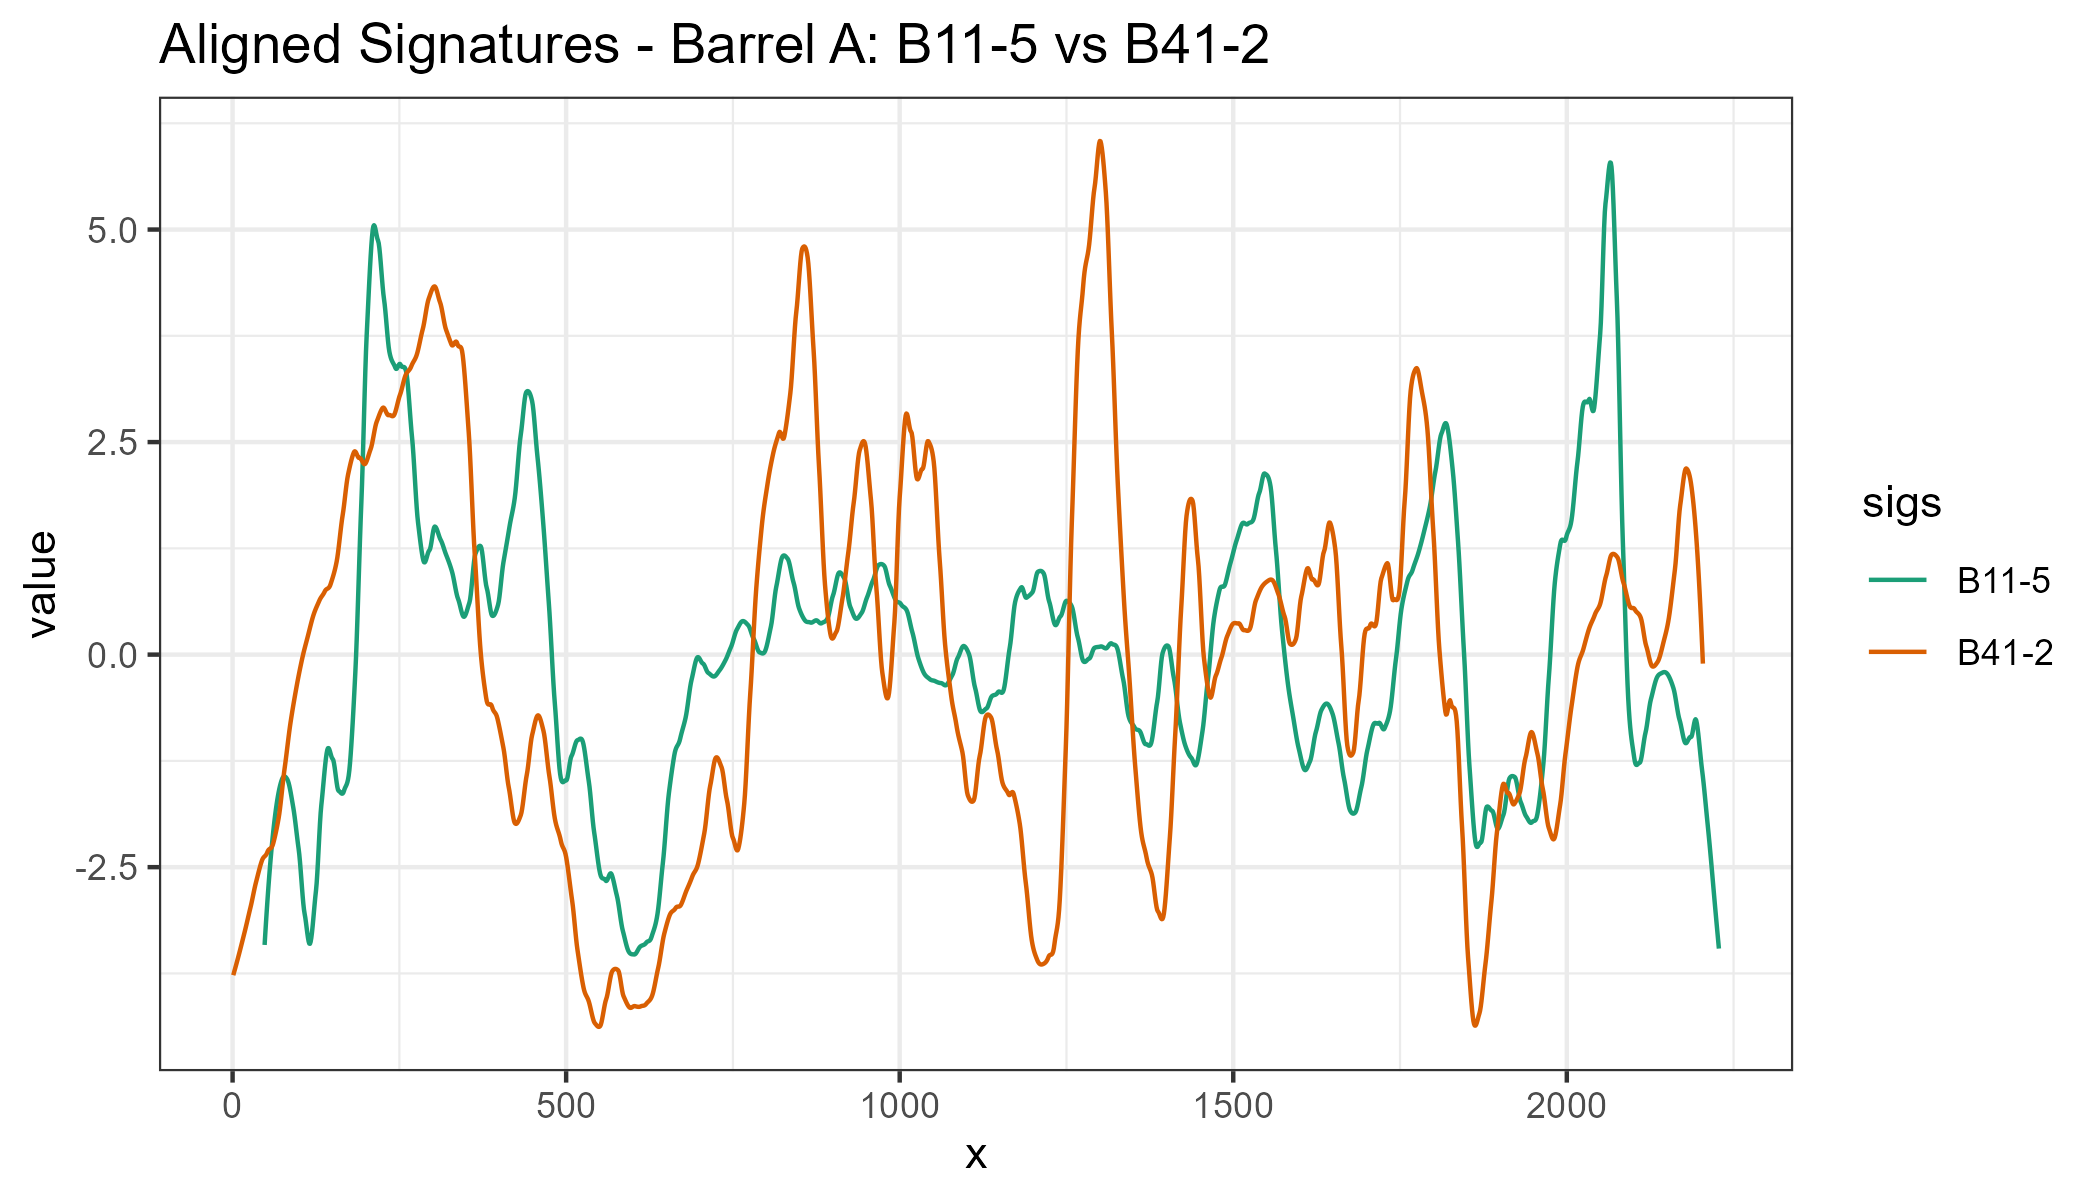 Aligned Signatures - Barrel A: B11-5 vs B41-2
value
5.0
2.5
0.0
-2.5
0 500 1000 1500 2000
x
sigs
B11-5
B41-2